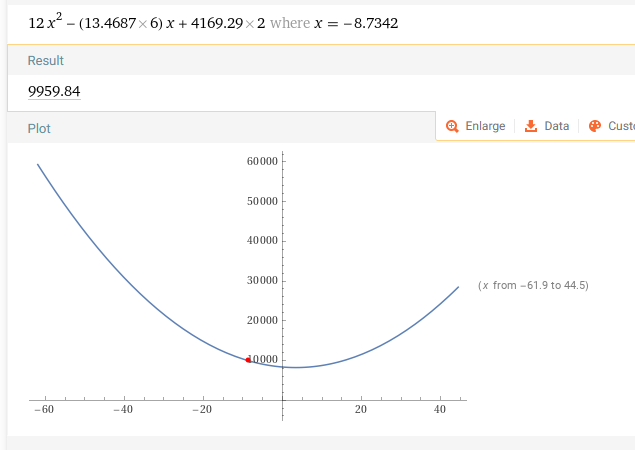 12 x² – (13.4687×6) x + 4169.29×2 where x = −8.7342
Result
9959.84
Plot
Enlarge
Data
60000
50000
40000
30000
(x from −61.9 to 44.5)
20000
10000
−60 −40 −20 20 40